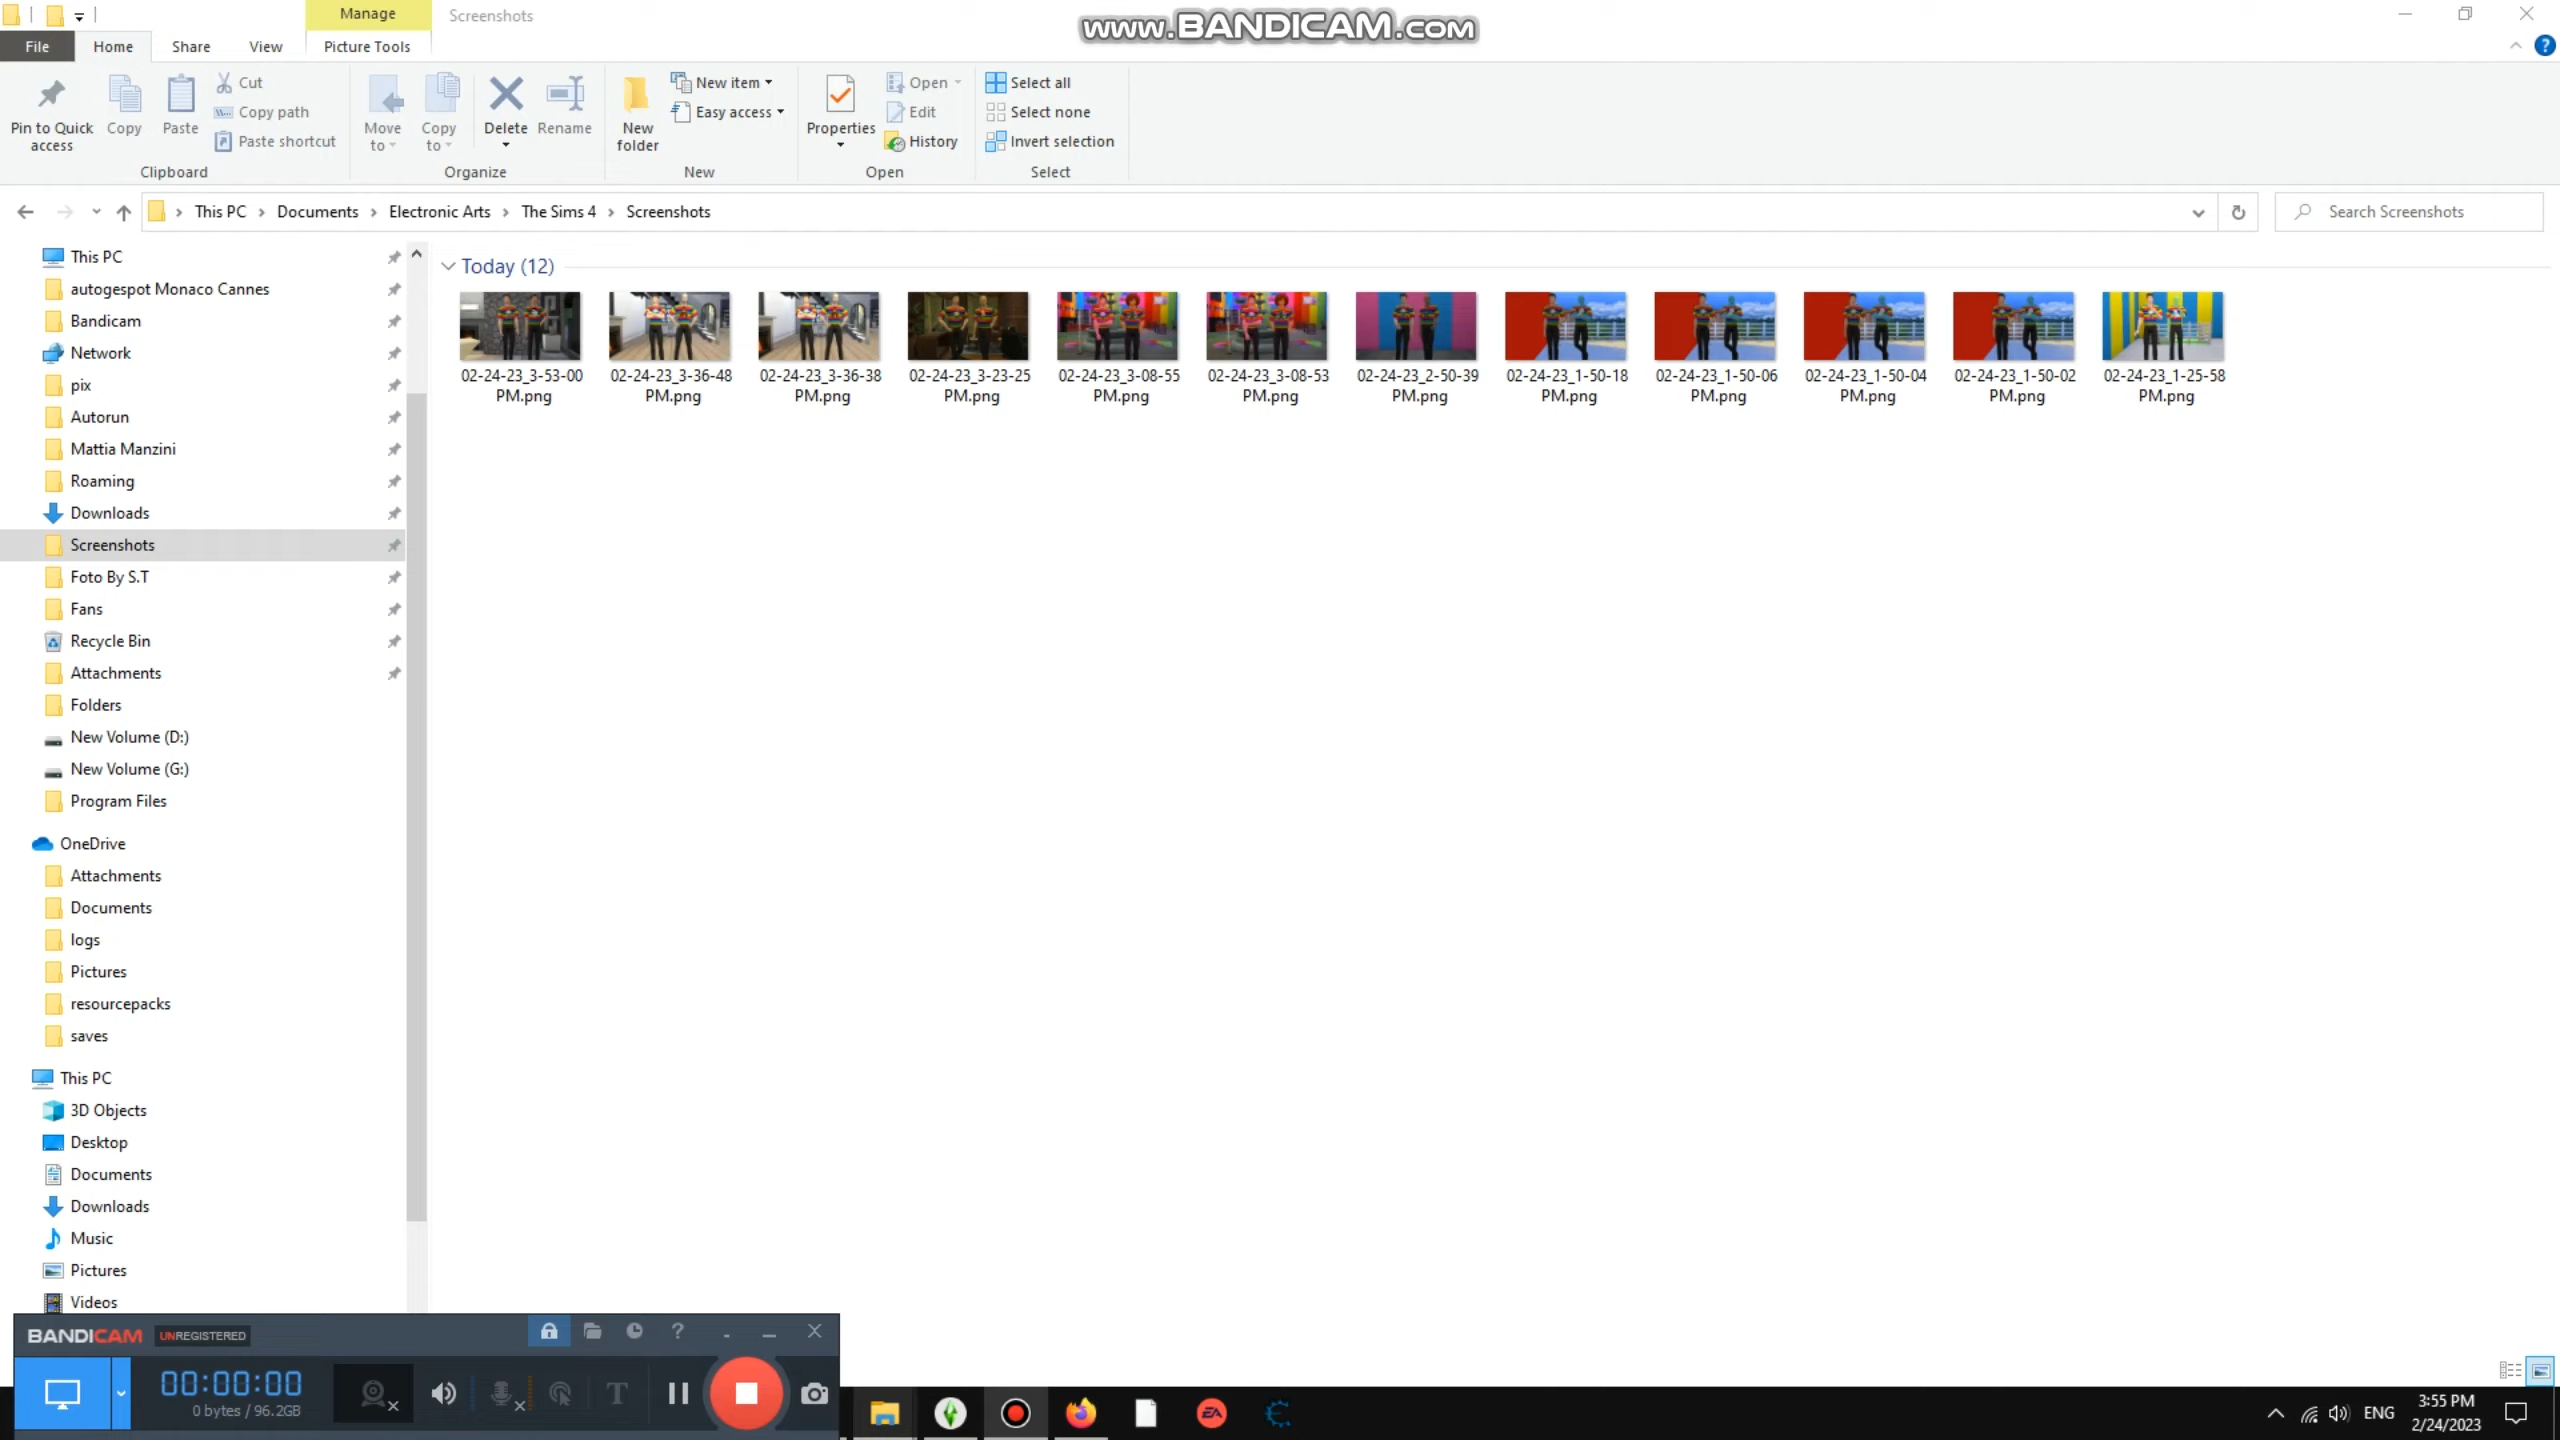 Manage
Screenshots
www.BANDICAM.com
File
Home
Share
View
Picture Tools
Pin to Quick access
Copy
Paste
Cut
Copy path
Paste shortcut
Clipboard
Move to
Copy to
Delete
Rename
Organize
New folder
New item
Easy access
New
Properties
Open
Edit
History
Open
Select all
Select none
Invert selection
Select
This PC
Documents
Electronic Arts
The Sims 4
Screenshots
Search Screenshots
This PC
autogespot Monaco Cannes
Bandicam
Network
pix
Autorun
Mattia Manzini
Roaming
Downloads
Screenshots
Foto By S.T
Fans
Recycle Bin
Attachments
Folders
New Volume (D:)
New Volume (G:)
Program Files
OneDrive
Attachments
Documents
logs
Pictures
resourcepacks
saves
This PC
3D Objects
Desktop
Documents
Downloads
Music
Pictures
Videos
Today (12)
02-24-23_3-53-00 PM.png
02-24-23_3-36-48 PM.png
02-24-23_3-36-38 PM.png
02-24-23_3-23-25 PM.png
02-24-23_3-08-55 PM.png
02-24-23_3-08-53 PM.png
02-24-23_2-50-39 PM.png
02-24-23_1-50-18 PM.png
02-24-23_1-50-06 PM.png
02-24-23_1-50-04 PM.png
02-24-23_1-50-02 PM.png
02-24-23_1-25-58 PM.png
BANDICAM UNREGISTERED
00:00:00
0 bytes / 96.2GB
T
EA
ENG
3:55 PM
2/24/2023